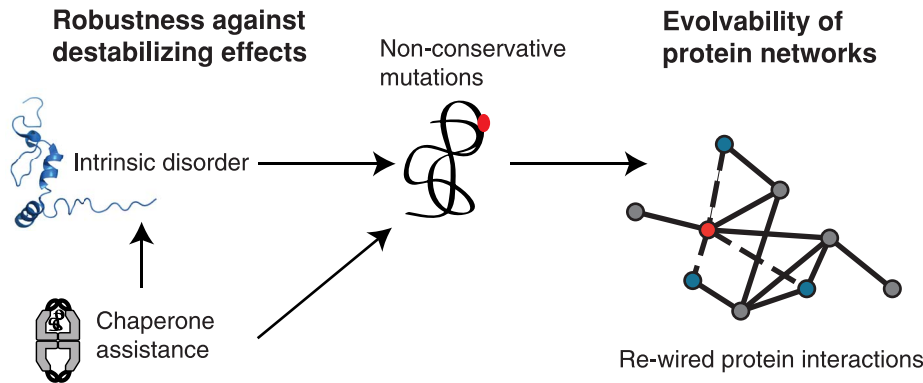 Robustness against
destabilizing effects
Non-conservative
mutations
Evolvability of
protein networks
Intrinsic disorder
Chaperone
assistance
Re-wired protein interactions